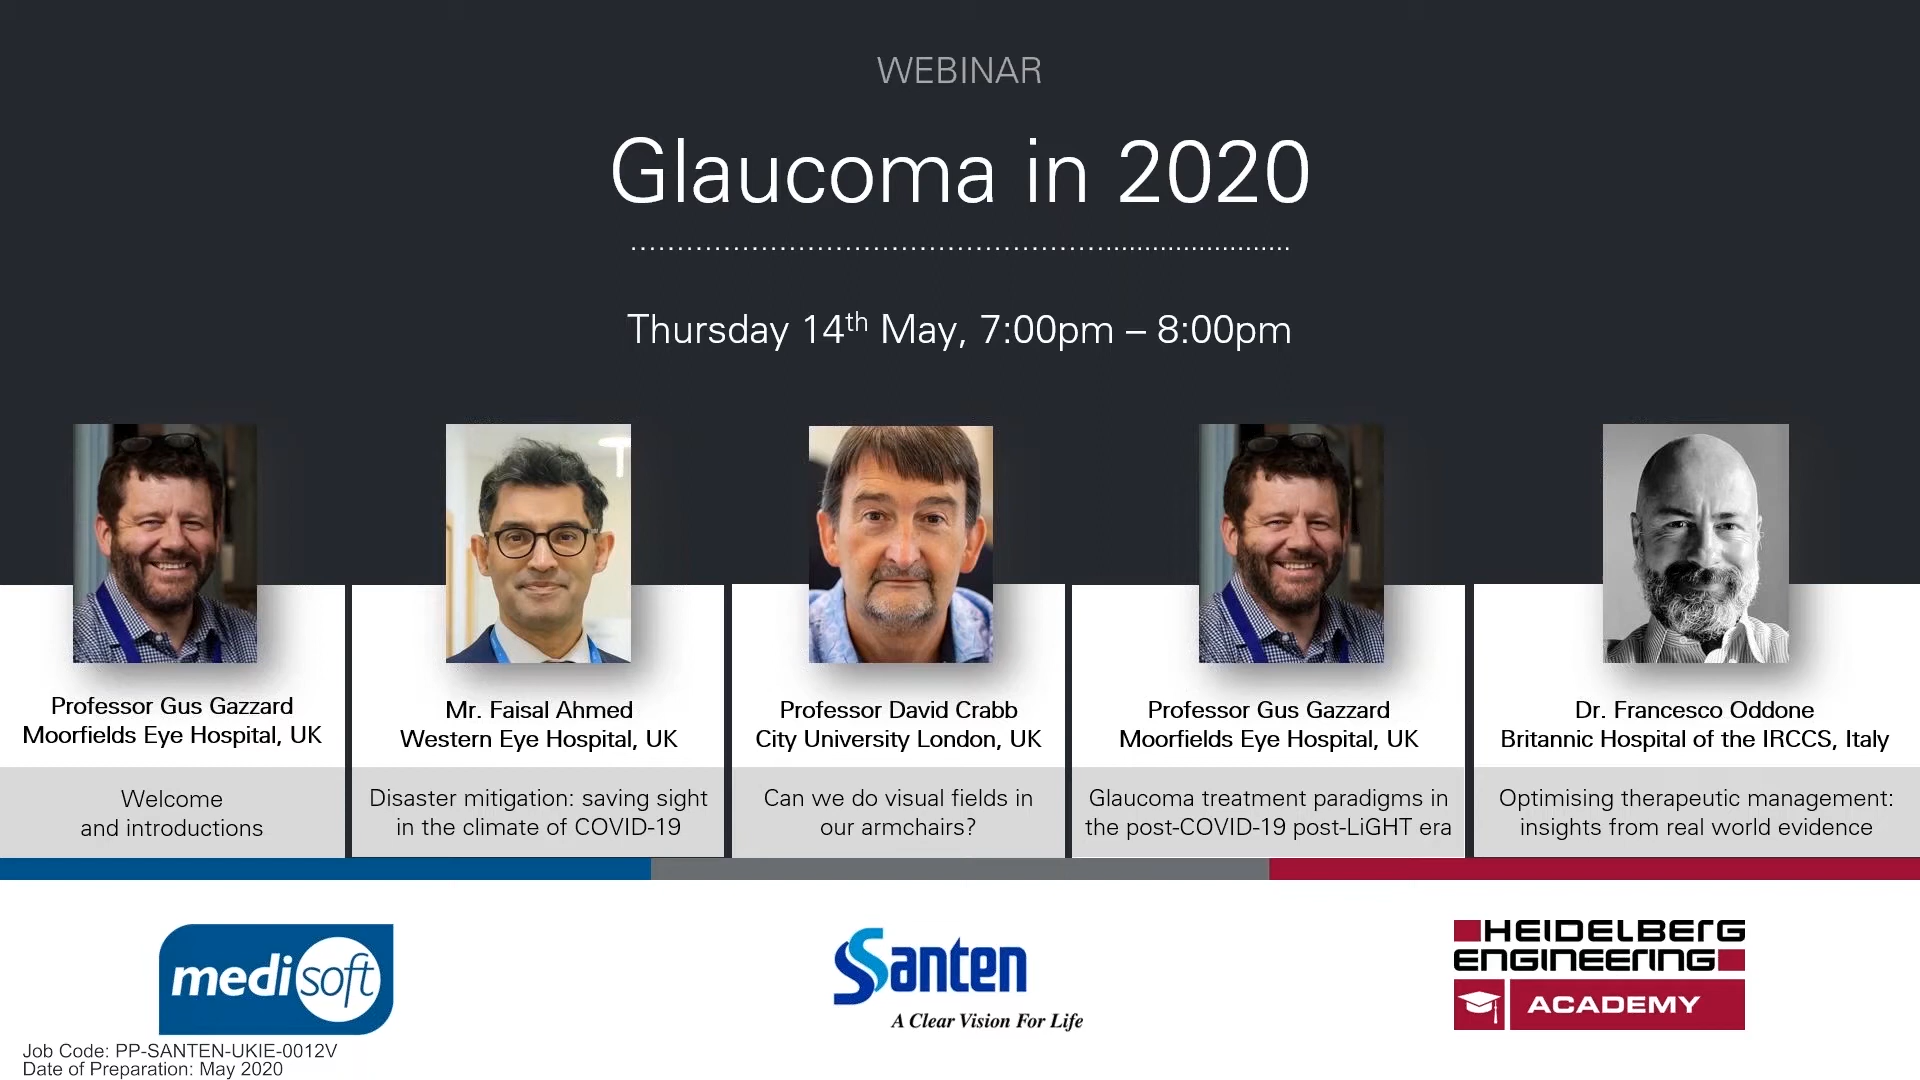 WEBINAR
Glaucoma in 2020
Thursday 14th May, 7:00pm – 8:00pm
Professor Gus Gazzard
Moorfields Eye Hospital, UK
Welcome
and introductions
Mr. Faisal Ahmed
Western Eye Hospital, UK
Disaster mitigation: saving sight
in the climate of COVID-19
Professor David Crabb
City University London, UK
Can we do visual fields in
our armchairs?
Professor Gus Gazzard
Moorfields Eye Hospital, UK
Glaucoma treatment paradigms in
the post-COVID-19 post-LiGHT era
Dr. Francesco Oddone
Britannic Hospital of the IRCCS, Italy
Optimising therapeutic management:
insights from real world evidence
medisoft
Santen
A Clear Vision For Life
HEIDELBERG
ENGINEERING
ACADEMY
Job Code: PP-SANTEN-UKIE-0012V
Date of Preparation: May 2020